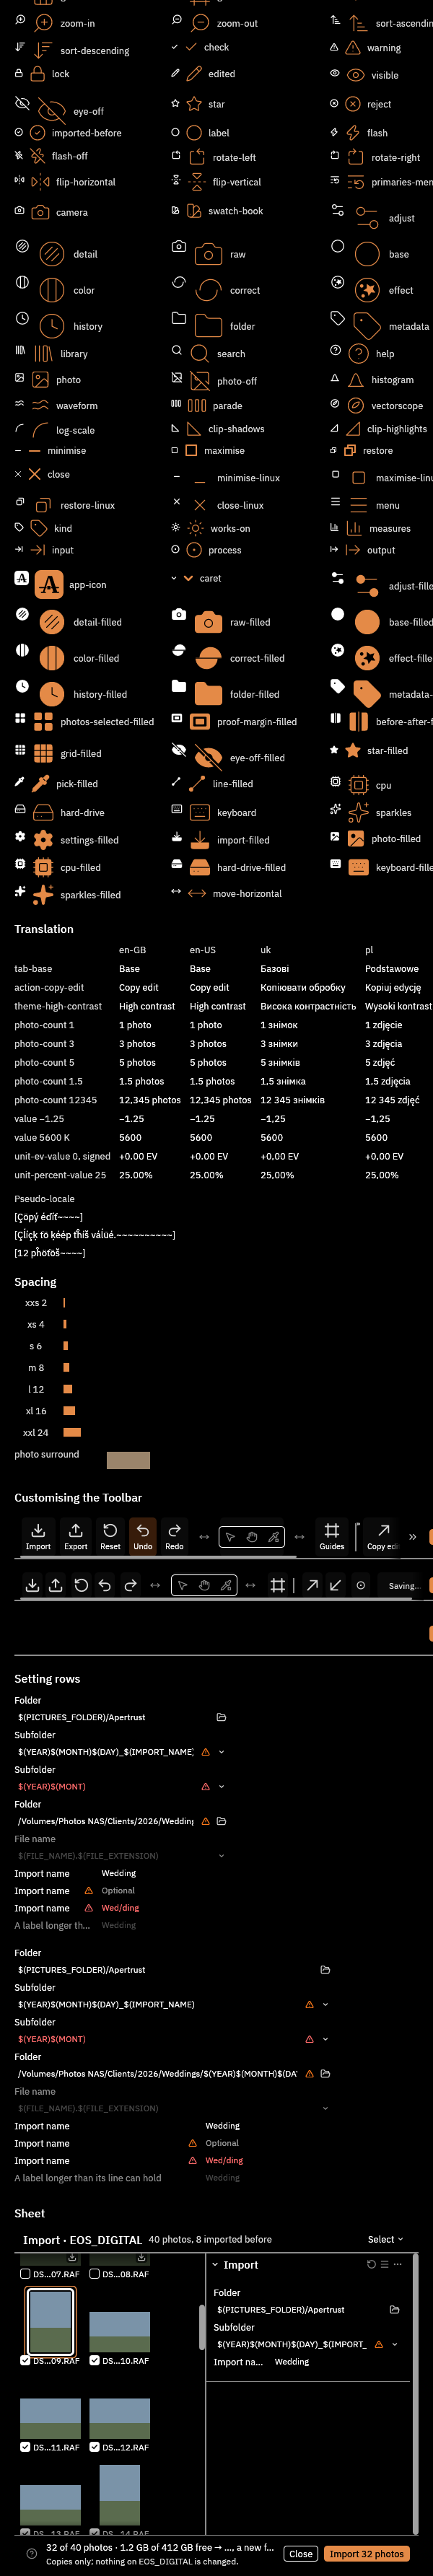 zoom-in zoom-out sort-ascendin
sort-descending check warning
lock edited visible
eye-off star reject
imported-before label flash
flash-off rotate-left rotate-right
flip-horizontal flip-vertical primaries-men
camera swatch-book adjust
detail raw base
color correct effect
history folder metadata
library search help
photo photo-off histogram
waveform parade vectorscope
log-scale clip-shadows clip-highlights
minimise maximise restore
close minimise-linux maximise-linu
restore-linux close-linux menu
kind works-on measures
input process output
app-icon caret adjust-fille
detail-filled raw-filled base-filled
color-filled correct-filled effect-fille
history-filled folder-filled metadata-
photos-selected-filled proof-margin-filled before-after-f
grid-filled eye-off-filled star-filled
pick-filled line-filled cpu
hard-drive keyboard sparkles
settings-filled import-filled photo-filled
cpu-filled hard-drive-filled keyboard-fille
sparkles-filled move-horizontal
Translation
en-GB en-US uk pl
tab-base Base Base Базові Podstawowe
action-copy-edit Copy edit Copy edit Копіювати обробку Kopiuj edycję
theme-high-contrast High contrast High contrast Висока контрастність Wysoki kontrast
photo-count 1 1 photo 1 photo 1 знімок 1 zdjęcie
photo-count 3 3 photos 3 photos 3 знімки 3 zdjęcia
photo-count 5 5 photos 5 photos 5 знімків 5 zdjęć
photo-count 1.5 1.5 photos 1.5 photos 1,5 знімка 1,5 zdjęcia
photo-count 12345 12,345 photos 12,345 photos 12 345 знімків 12 345 zdjęć
value −1.25 −1.25 −1.25 −1,25 −1,25
value 5600 K 5600 5600 5600 5600
unit-ev-value 0, signed +0.00 EV +0.00 EV +0,00 EV +0,00 EV
unit-percent-value 25 25.00% 25.00% 25,00% 25,00%
Pseudo-locale
[Çöpý éďíť~~~~]
[Çĺíçķ ťö ķéép ťĥíš váĺúé.~~~~~~~~~~]
[12 pĥöťöš~~~~]
Spacing
xxs 2
xs 4
s 6
m 8
l 12
xl 16
xxl 24
photo surround
Customising the Toolbar
Import Export Reset Undo Redo Guides Copy edi
Saving…
Setting rows
Folder
$(PICTURES_FOLDER)/Apertrust
Subfolder
$(YEAR)$(MONTH)$(DAY)_$(IMPORT_NAME)
Subfolder
$(YEAR)$(MONT)
Folder
/Volumes/Photos NAS/Clients/2026/Wedding
File name
$(FILE_NAME).$(FILE_EXTENSION)
Import name Wedding
Import name Optional
Import name Wed/ding
A label longer th… Wedding
Folder
$(PICTURES_FOLDER)/Apertrust
Subfolder
$(YEAR)$(MONTH)$(DAY)_$(IMPORT_NAME)
Subfolder
$(YEAR)$(MONT)
Folder
/Volumes/Photos NAS/Clients/2026/Weddings/$(YEAR)$(MONTH)$(DA
File name
$(FILE_NAME).$(FILE_EXTENSION)
Import name Wedding
Import name Optional
Import name Wed/ding
A label longer than its line can hold Wedding
Sheet
Import · EOS_DIGITAL 40 photos, 8 imported before Select
DS…07.RAF DS…08.RAF
Import
Folder
$(PICTURES_FOLDER)/Apertrust
Subfolder
$(YEAR)$(MONTH)$(DAY)_$(IMPORT_
Import na… Wedding
DS…09.RAF DS…10.RAF
DS…11.RAF DS…12.RAF
DS…13.RAF DS…14.RAF
32 of 40 photos · 1.2 GB of 412 GB free → …, a new f…
Copies only; nothing on EOS_DIGITAL is changed.
Close Import 32 photos